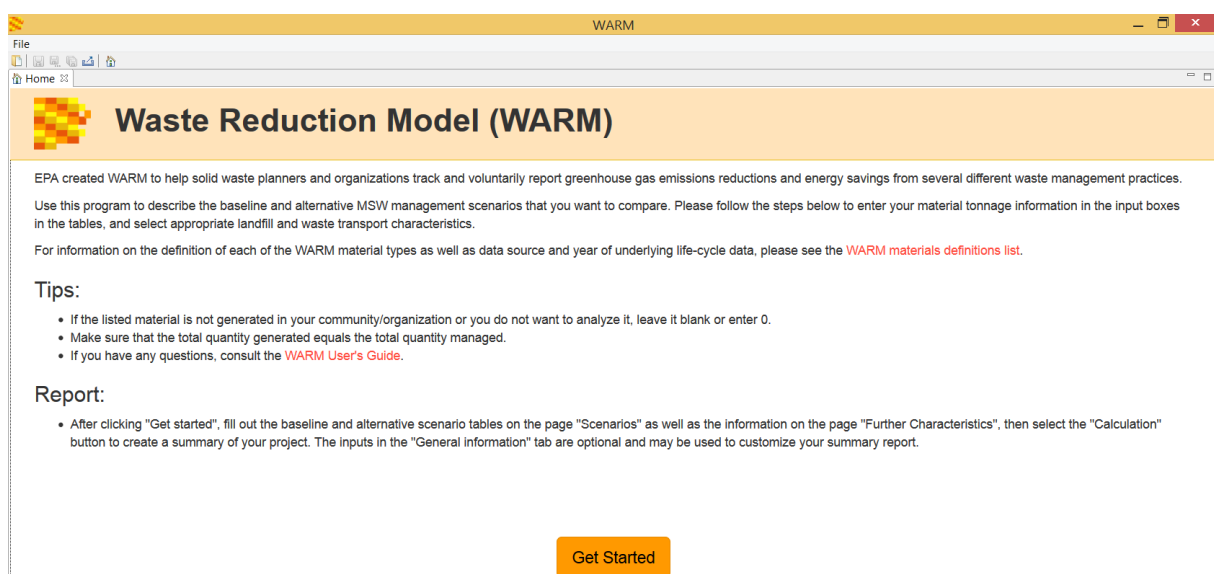 WARM
File
Home
Waste Reduction Model (WARM)
EPA created WARM to help solid waste planners and organizations track and voluntarily report greenhouse gas emissions reductions and energy savings from several different waste management practices.
Use this program to describe the baseline and alternative MSW management scenarios that you want to compare. Please follow the steps below to enter your material tonnage information in the input boxes
in the tables, and select appropriate landfill and waste transport characteristics.
For information on the definition of each of the WARM material types as well as data source and year of underlying life-cycle data, please see the WARM materials definitions list.
Tips:
• If the listed material is not generated in your community/organization or you do not want to analyze it, leave it blank or enter 0.
• Make sure that the total quantity generated equals the total quantity managed.
• If you have any questions, consult the WARM User's Guide.
Report:
• After clicking "Get started", fill out the baseline and alternative scenario tables on the page "Scenarios" as well as the information on the page "Further Characteristics", then select the "Calculation"
button to create a summary of your project. The inputs in the "General information" tab are optional and may be used to customize your summary report.
Get Started